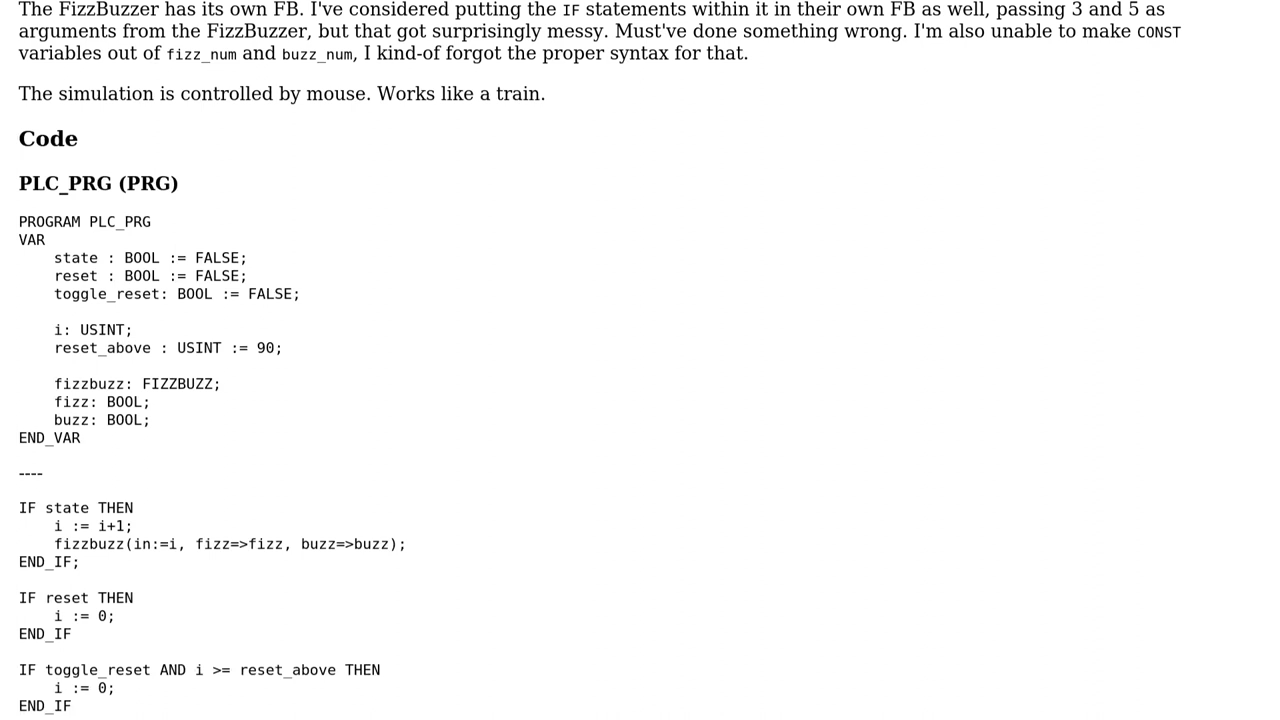 The FizzBuzzer has its own FB. I've considered putting the IF statements within it in their own FB as well, passing 3 and 5 as
arguments from the FizzBuzzer, but that got surprisingly messy. Must've done something wrong. I'm also unable to make CONST
variables out of fizz_num and buzz_num, I kind-of forgot the proper syntax for that.
The simulation is controlled by mouse. Works like a train.
Code
PLC_PRG (PRG)
PROGRAM PLC_PRG
VAR
    state : BOOL := FALSE;
    reset : BOOL := FALSE;
    toggle_reset: BOOL := FALSE;

    i: USINT;
    reset_above : USINT := 90;

    fizzbuzz: FIZZBUZZ;
    fizz: BOOL;
    buzz: BOOL;
END_VAR

----

IF state THEN
    i := i+1;
    fizzbuzz(in:=i, fizz=>fizz, buzz=>buzz);
END_IF;

IF reset THEN
    i := 0;
END_IF

IF toggle_reset AND i >= reset_above THEN
    i := 0;
END_IF